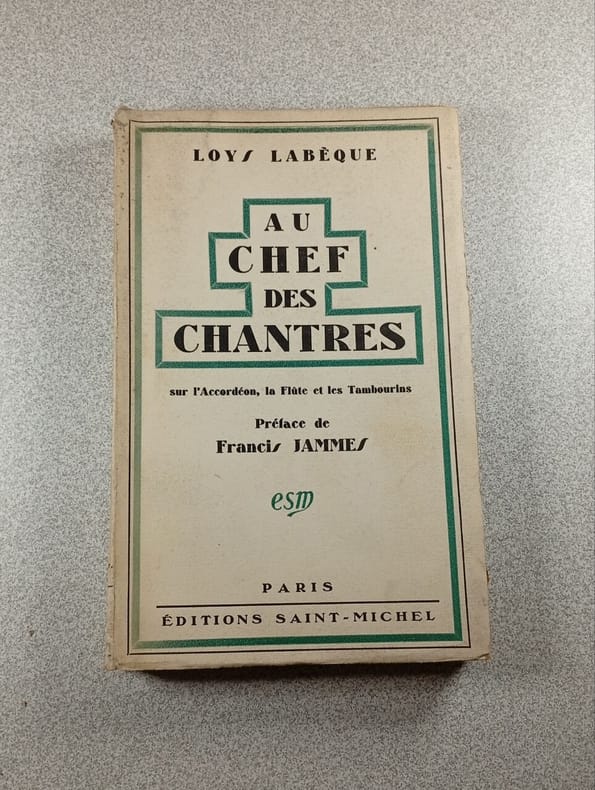 LOYS LABÈQUE
AU
CHEF
DES
CHANTRES
sur l'Accordéon, la Flûte et les Tambourins
Préface de
Francis JAMMES
esm
PARIS
ÉDITIONS SAINT-MICHEL